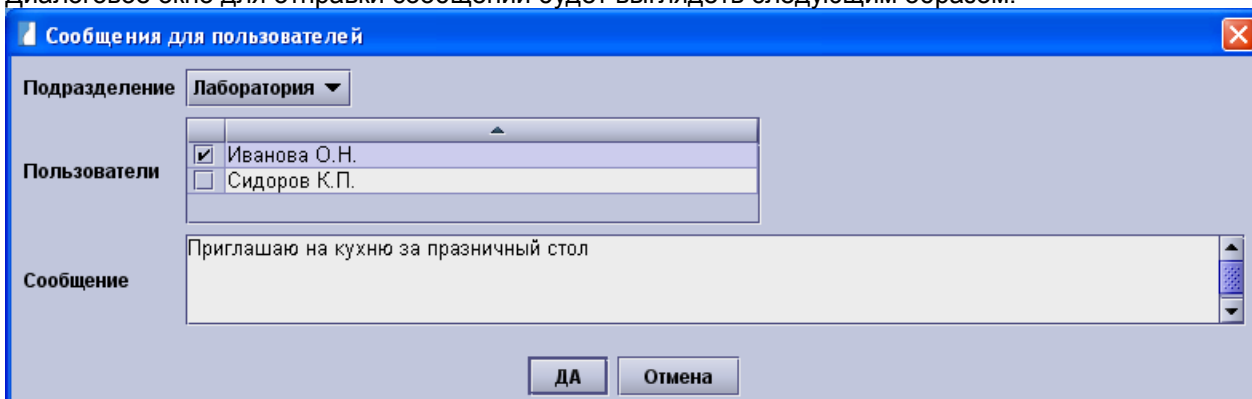 Диалоговое окно для отправки сообщений будет выглядеть следующим образом:
Сообщения для пользователей
Подразделение Лаборатория
Пользователи
Иванова О.Н.
Сидоров К.П.
Сообщение
Приглашаю на кухню за празничный стол
ДА Отмена